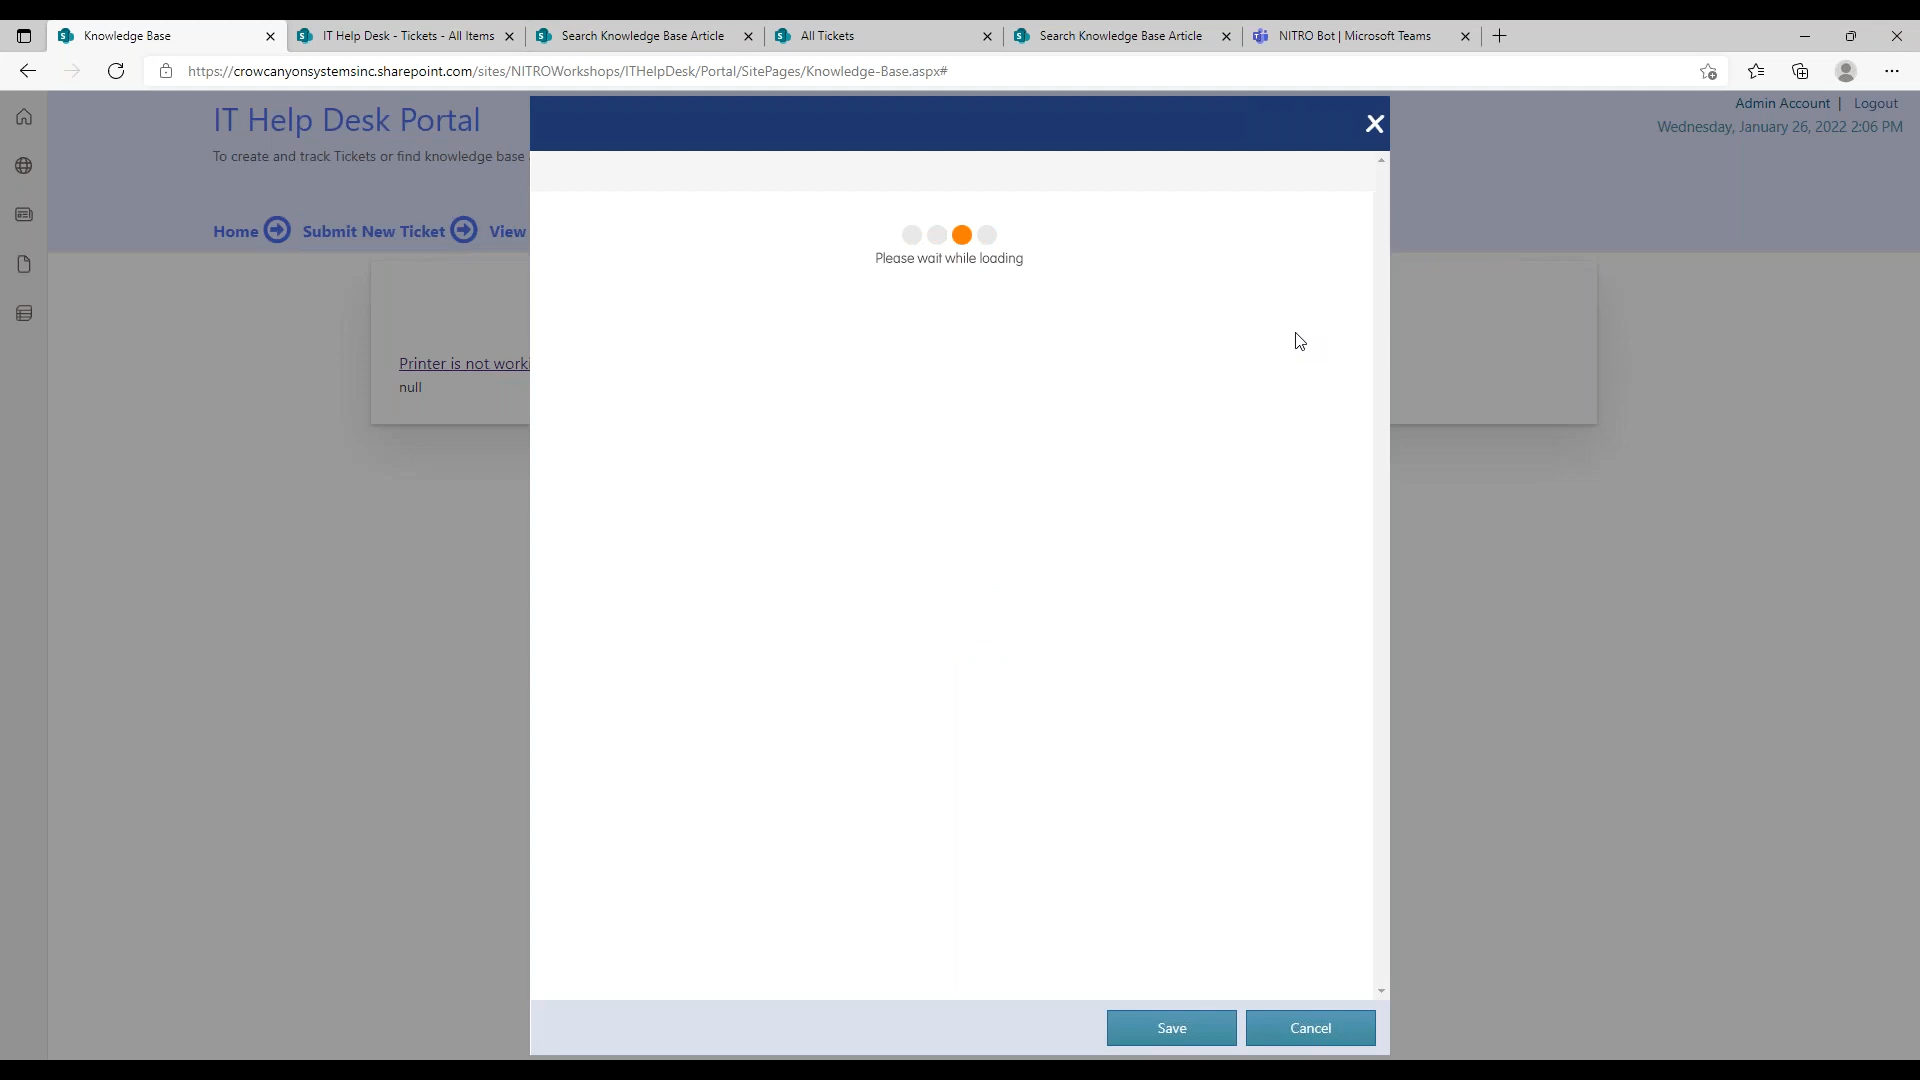 Knowledge Base
IT Help Desk - Tickets - All Items
Search Knowledge Base Article
All Tickets
Search Knowledge Base Article
NITRO Bot | Microsoft Teams
https://crowcanyonsystemsinc.sharepoint.com/sites/NITROWorkshops/ITHelpDesk/Portal/SitePages/Knowledge-Base.aspx#
IT Help Desk Portal
Admin Account | Logout
Wednesday, January 26, 2022 2:06 PM
To create and track Tickets or find knowledge base
Home Submit New Ticket View
Please wait while loading
Printer is not worki
null
Save Cancel